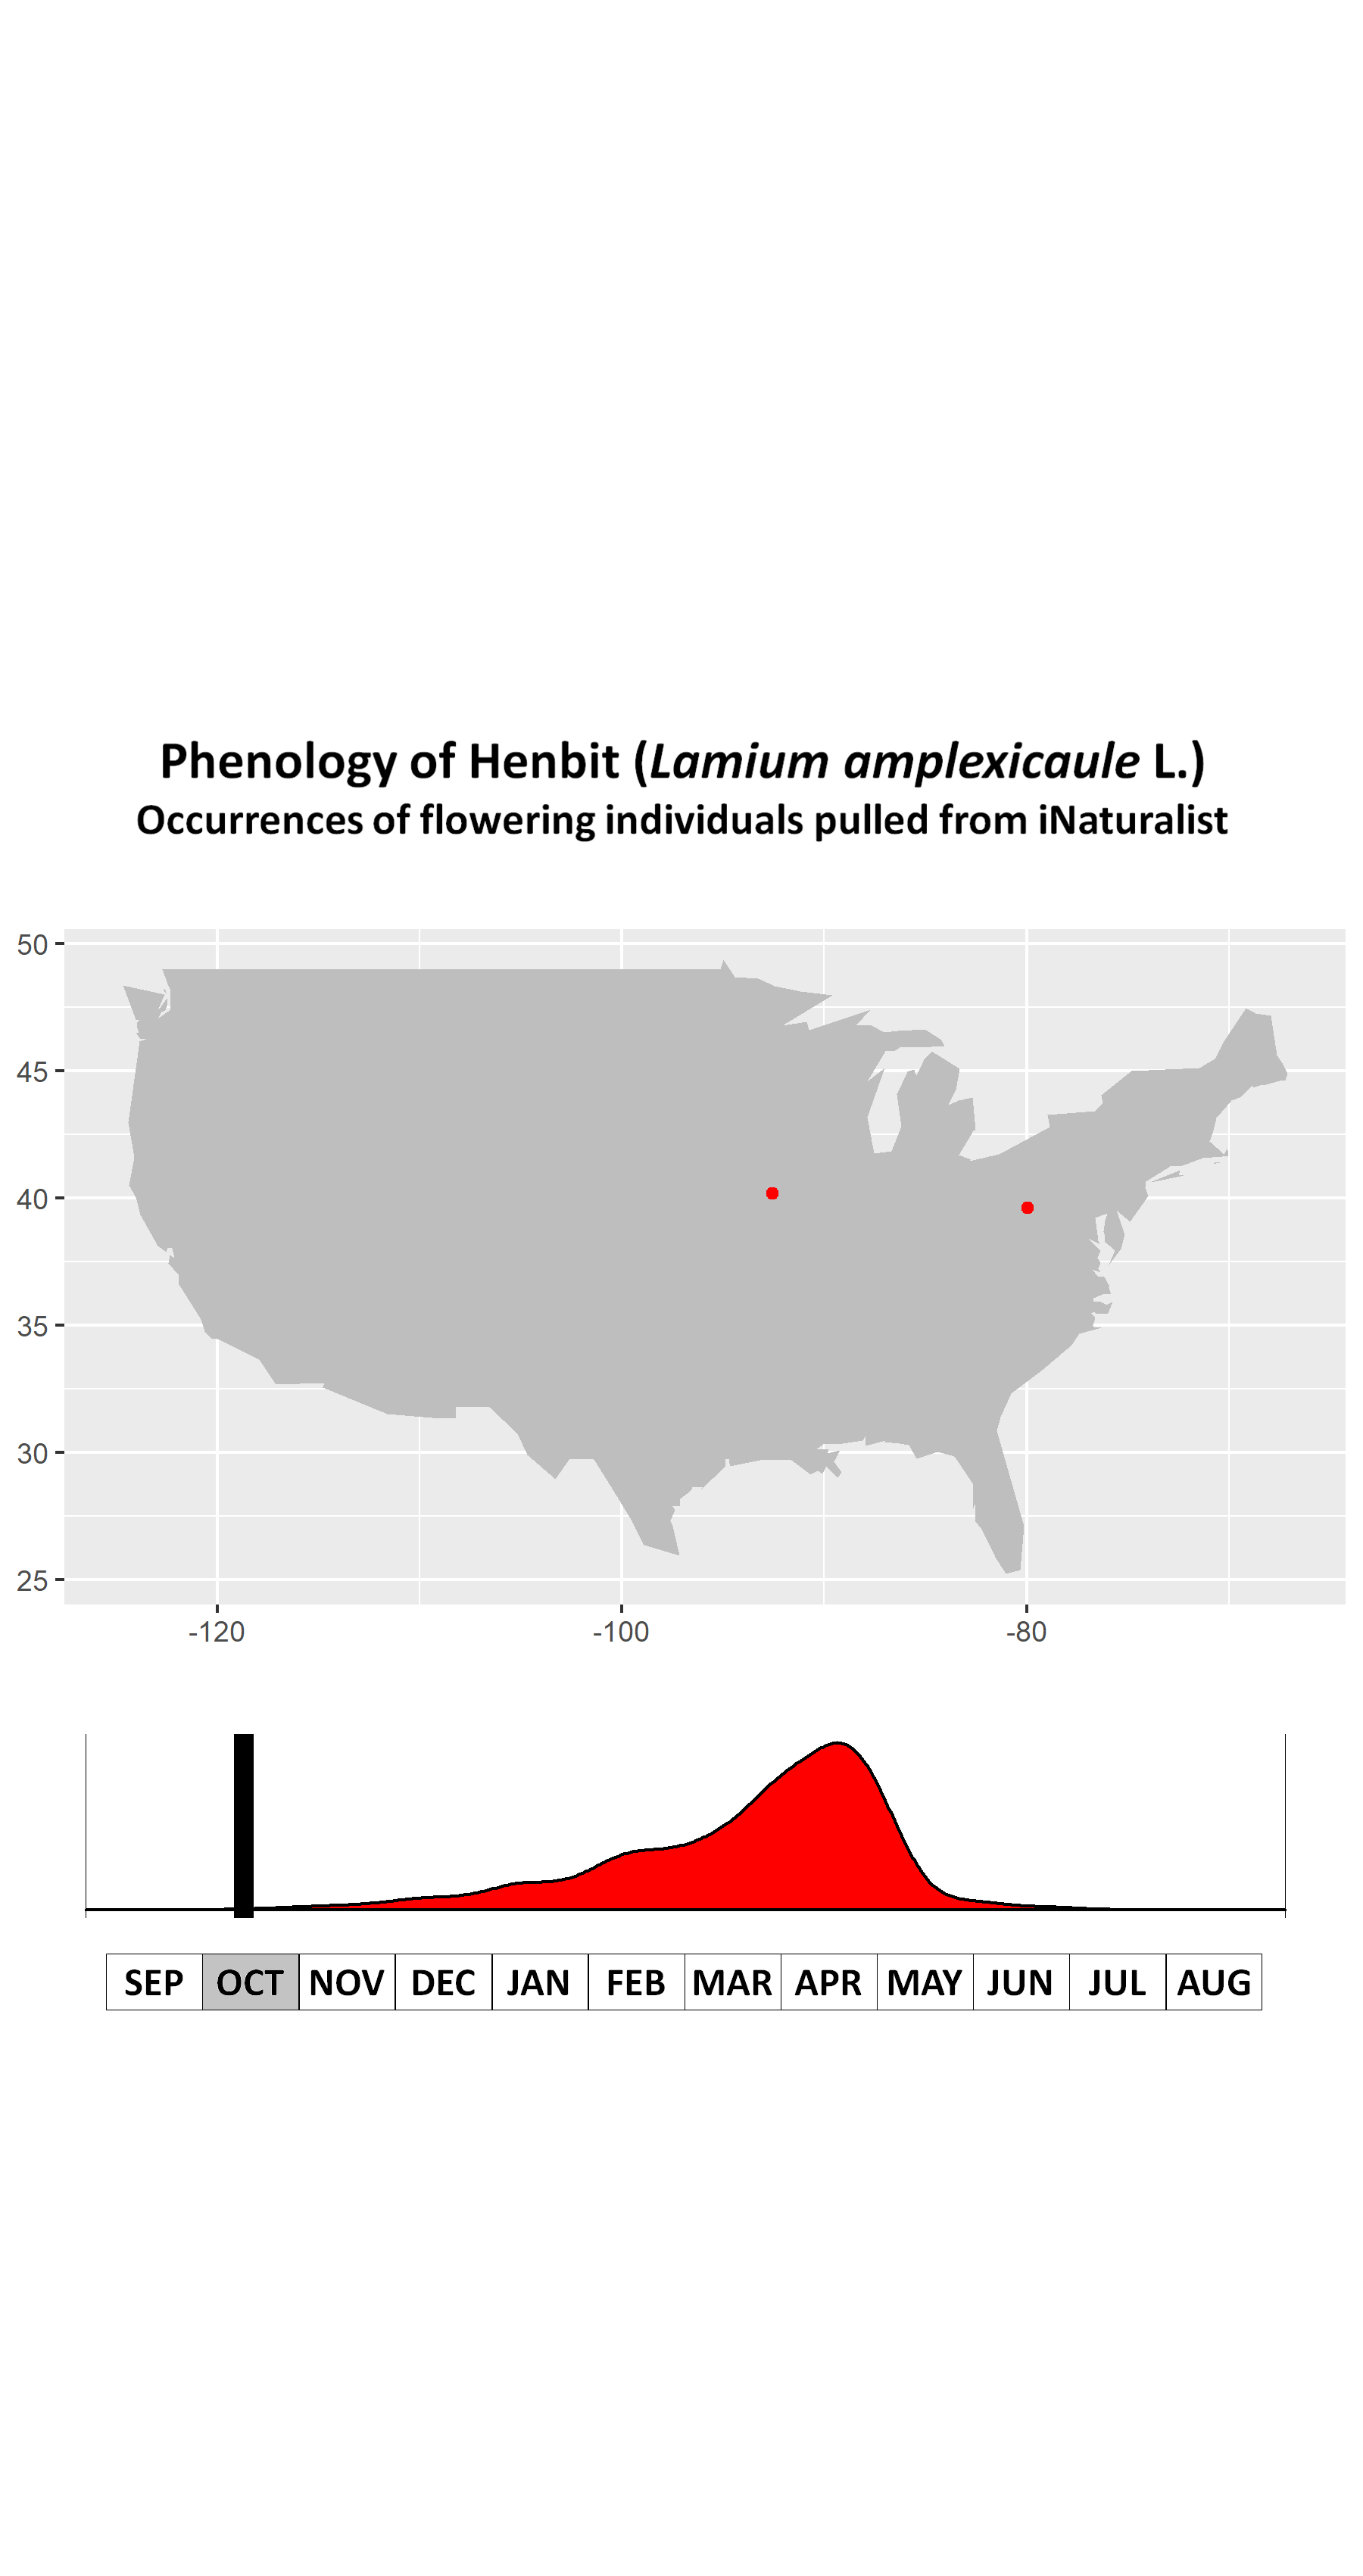 Phenology of Henbit (Lamium amplexicaule L.)
Occurrences of flowering individuals pulled from iNaturalist
50
45
40
35
30
25
-120 -100 -80
SEP OCT NOV DEC JAN FEB MAR APR MAY JUN JUL AUG